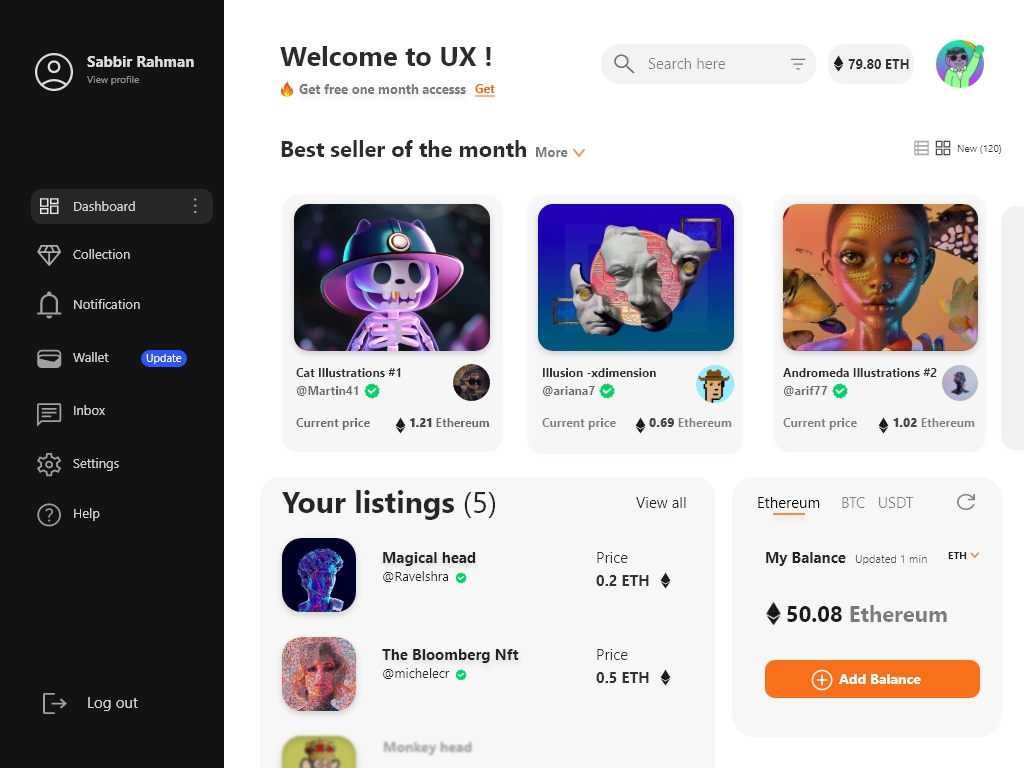 Sabbir Rahman
View profile
Dashboard
Collection
Notification
Wallet
Update
Inbox
Settings
Help
Log out
Welcome to UX !
Get free one month accesss Get
Search here
79.80 ETH
Best seller of the month More
New (120)
Cat Illustrations #1
@Martin41
Current price 1.21 Ethereum
Illusion -xdimension
@ariana7
Current price 0.69 Ethereum
Andromeda Illustrations #2
@arif77
Current price 1.02 Ethereum
Your listings (5)
View all
Magical head
@Ravelshra
Price
0.2 ETH
The Bloomberg Nft
@michelecr
Price
0.5 ETH
Monkey head
Ethereum BTC USDT
My Balance Updated 1 min ETH
50.08 Ethereum
Add Balance